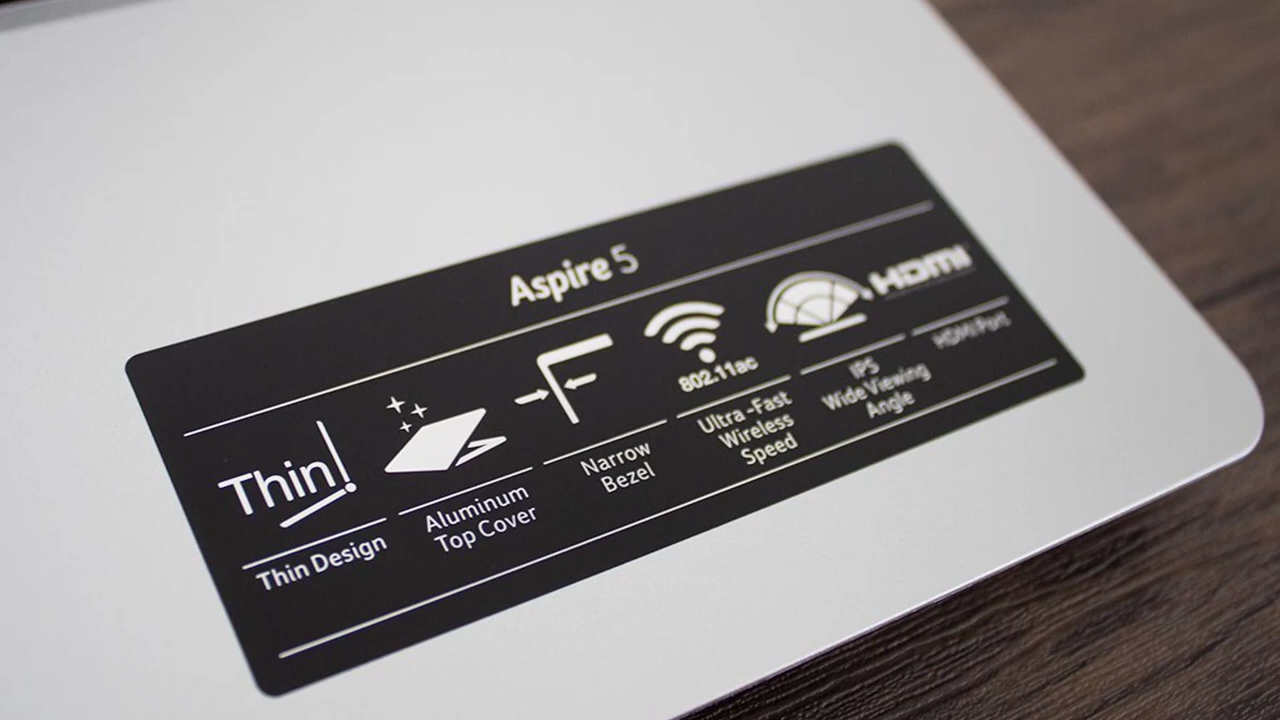 Aspire 5
Thin!
Thin Design
Aluminum
Top Cover
Narrow
Bezel
802.11ac
Ultra-Fast
Wireless
Speed
IPS
Wide Viewing
Angle
HDMI
HDMI Port